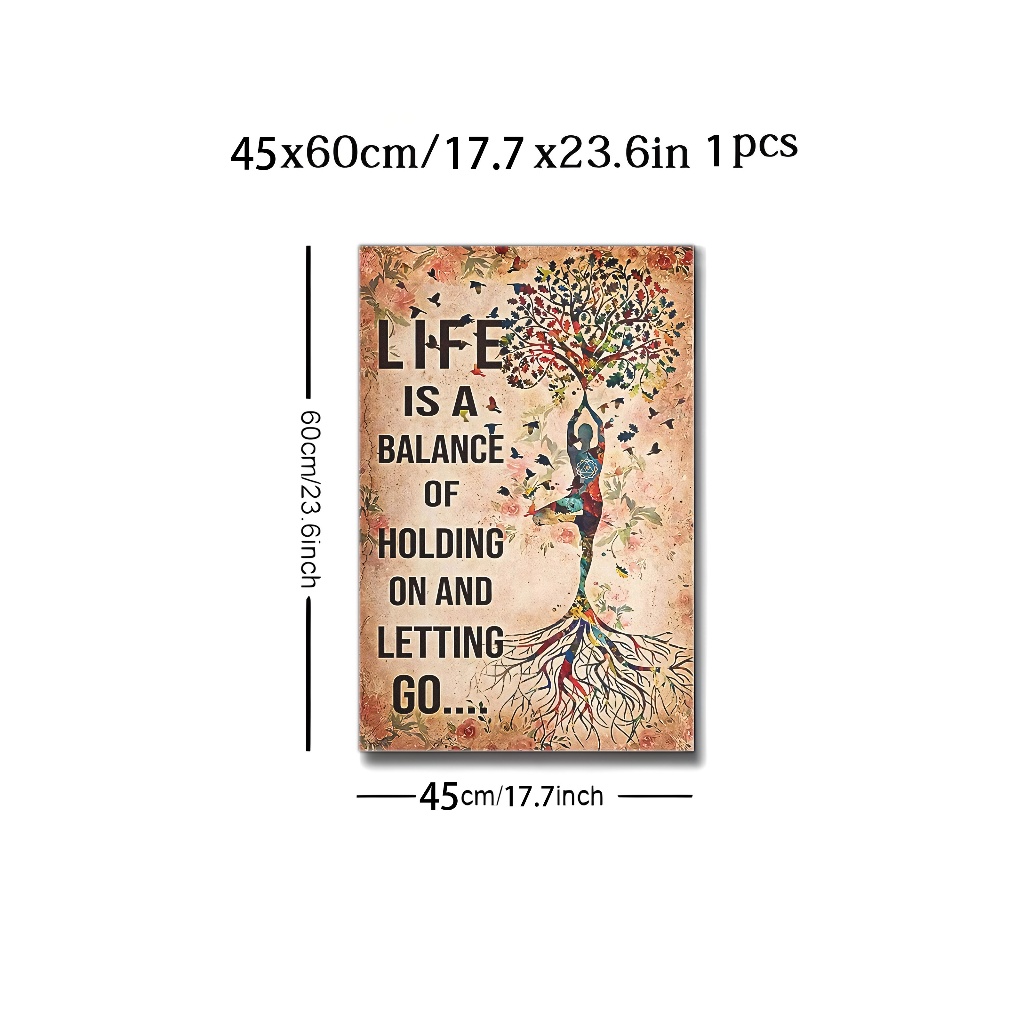 45x60cm/17.7 x23.6in 1pcs
60cm/23.6inch
LIFE
IS A
BALANCE
OF
HOLDING
ON AND
LETTING
GO....
45cm/17.7inch